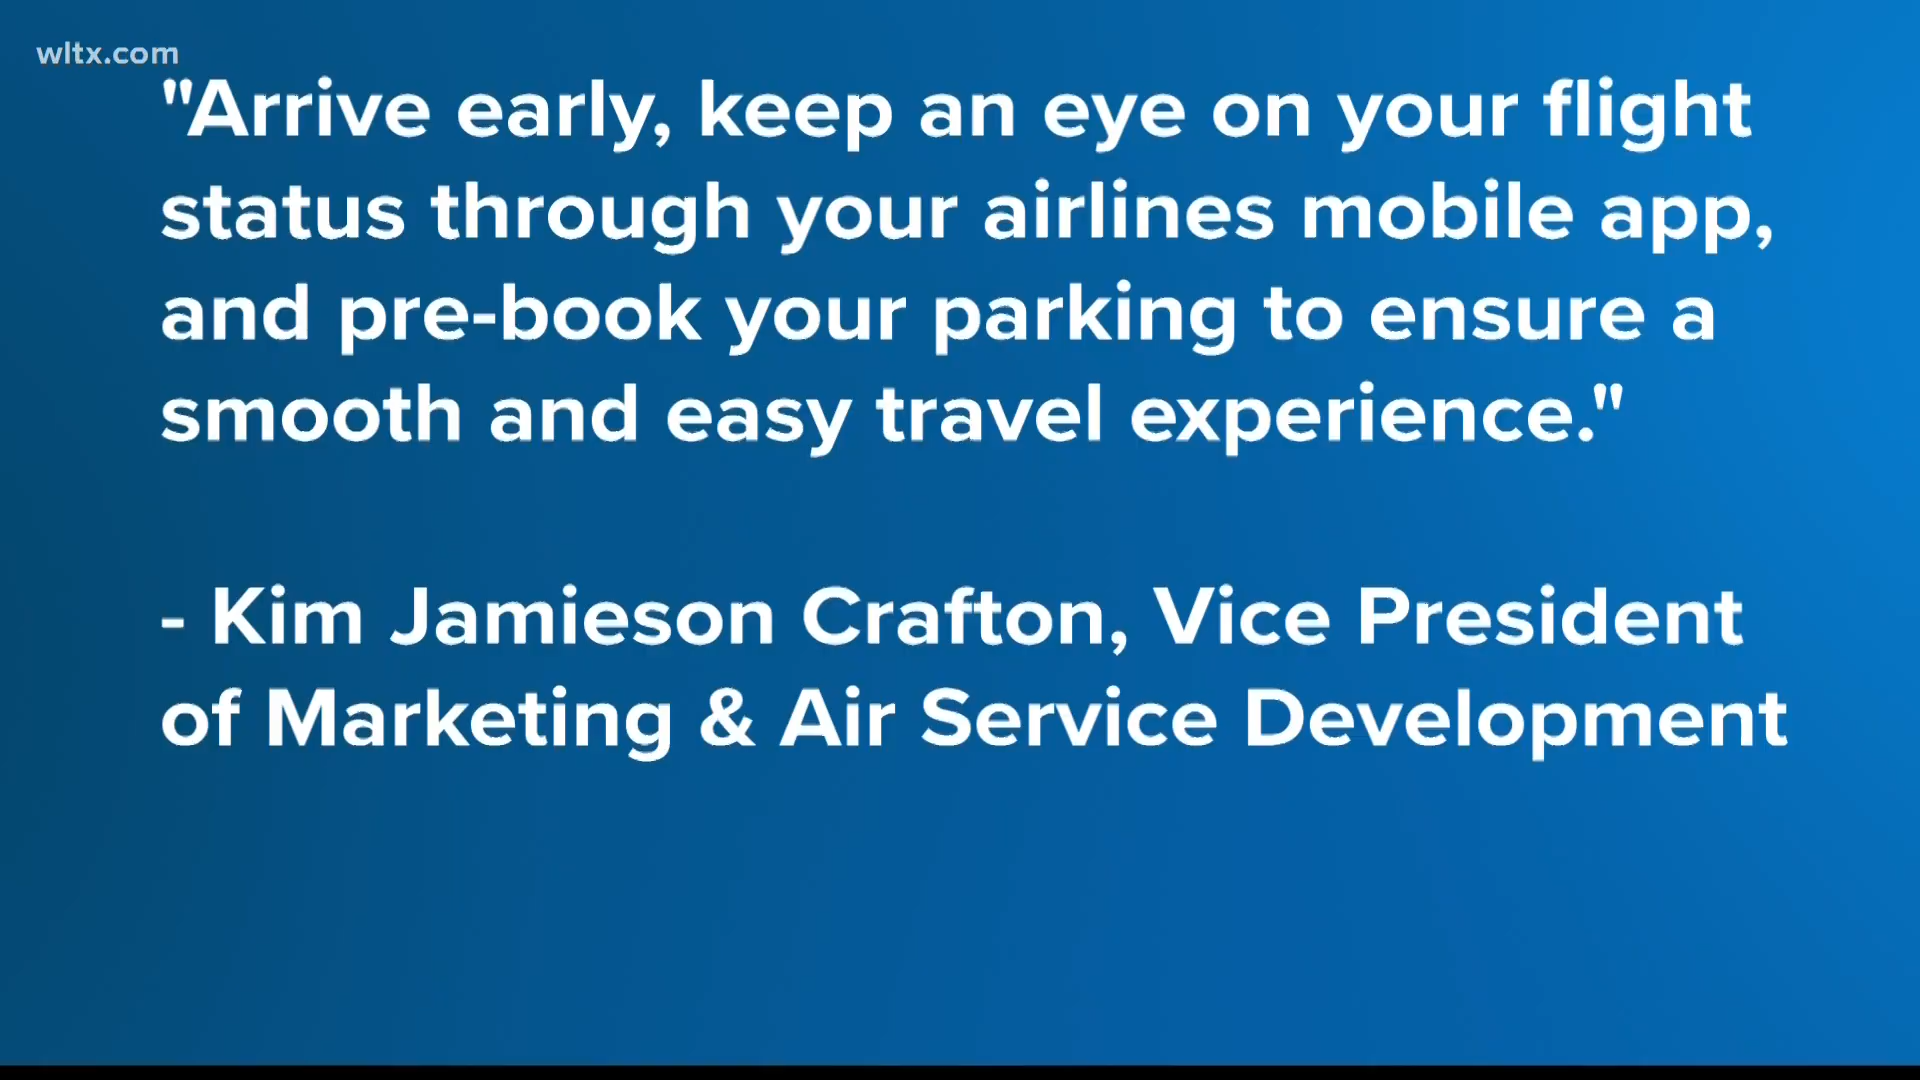 wltx.com
"Arrive early, keep an eye on your flight
status through your airlines mobile app,
and pre-book your parking to ensure a
smooth and easy travel experience."
- Kim Jamieson Crafton, Vice President
of Marketing & Air Service Development